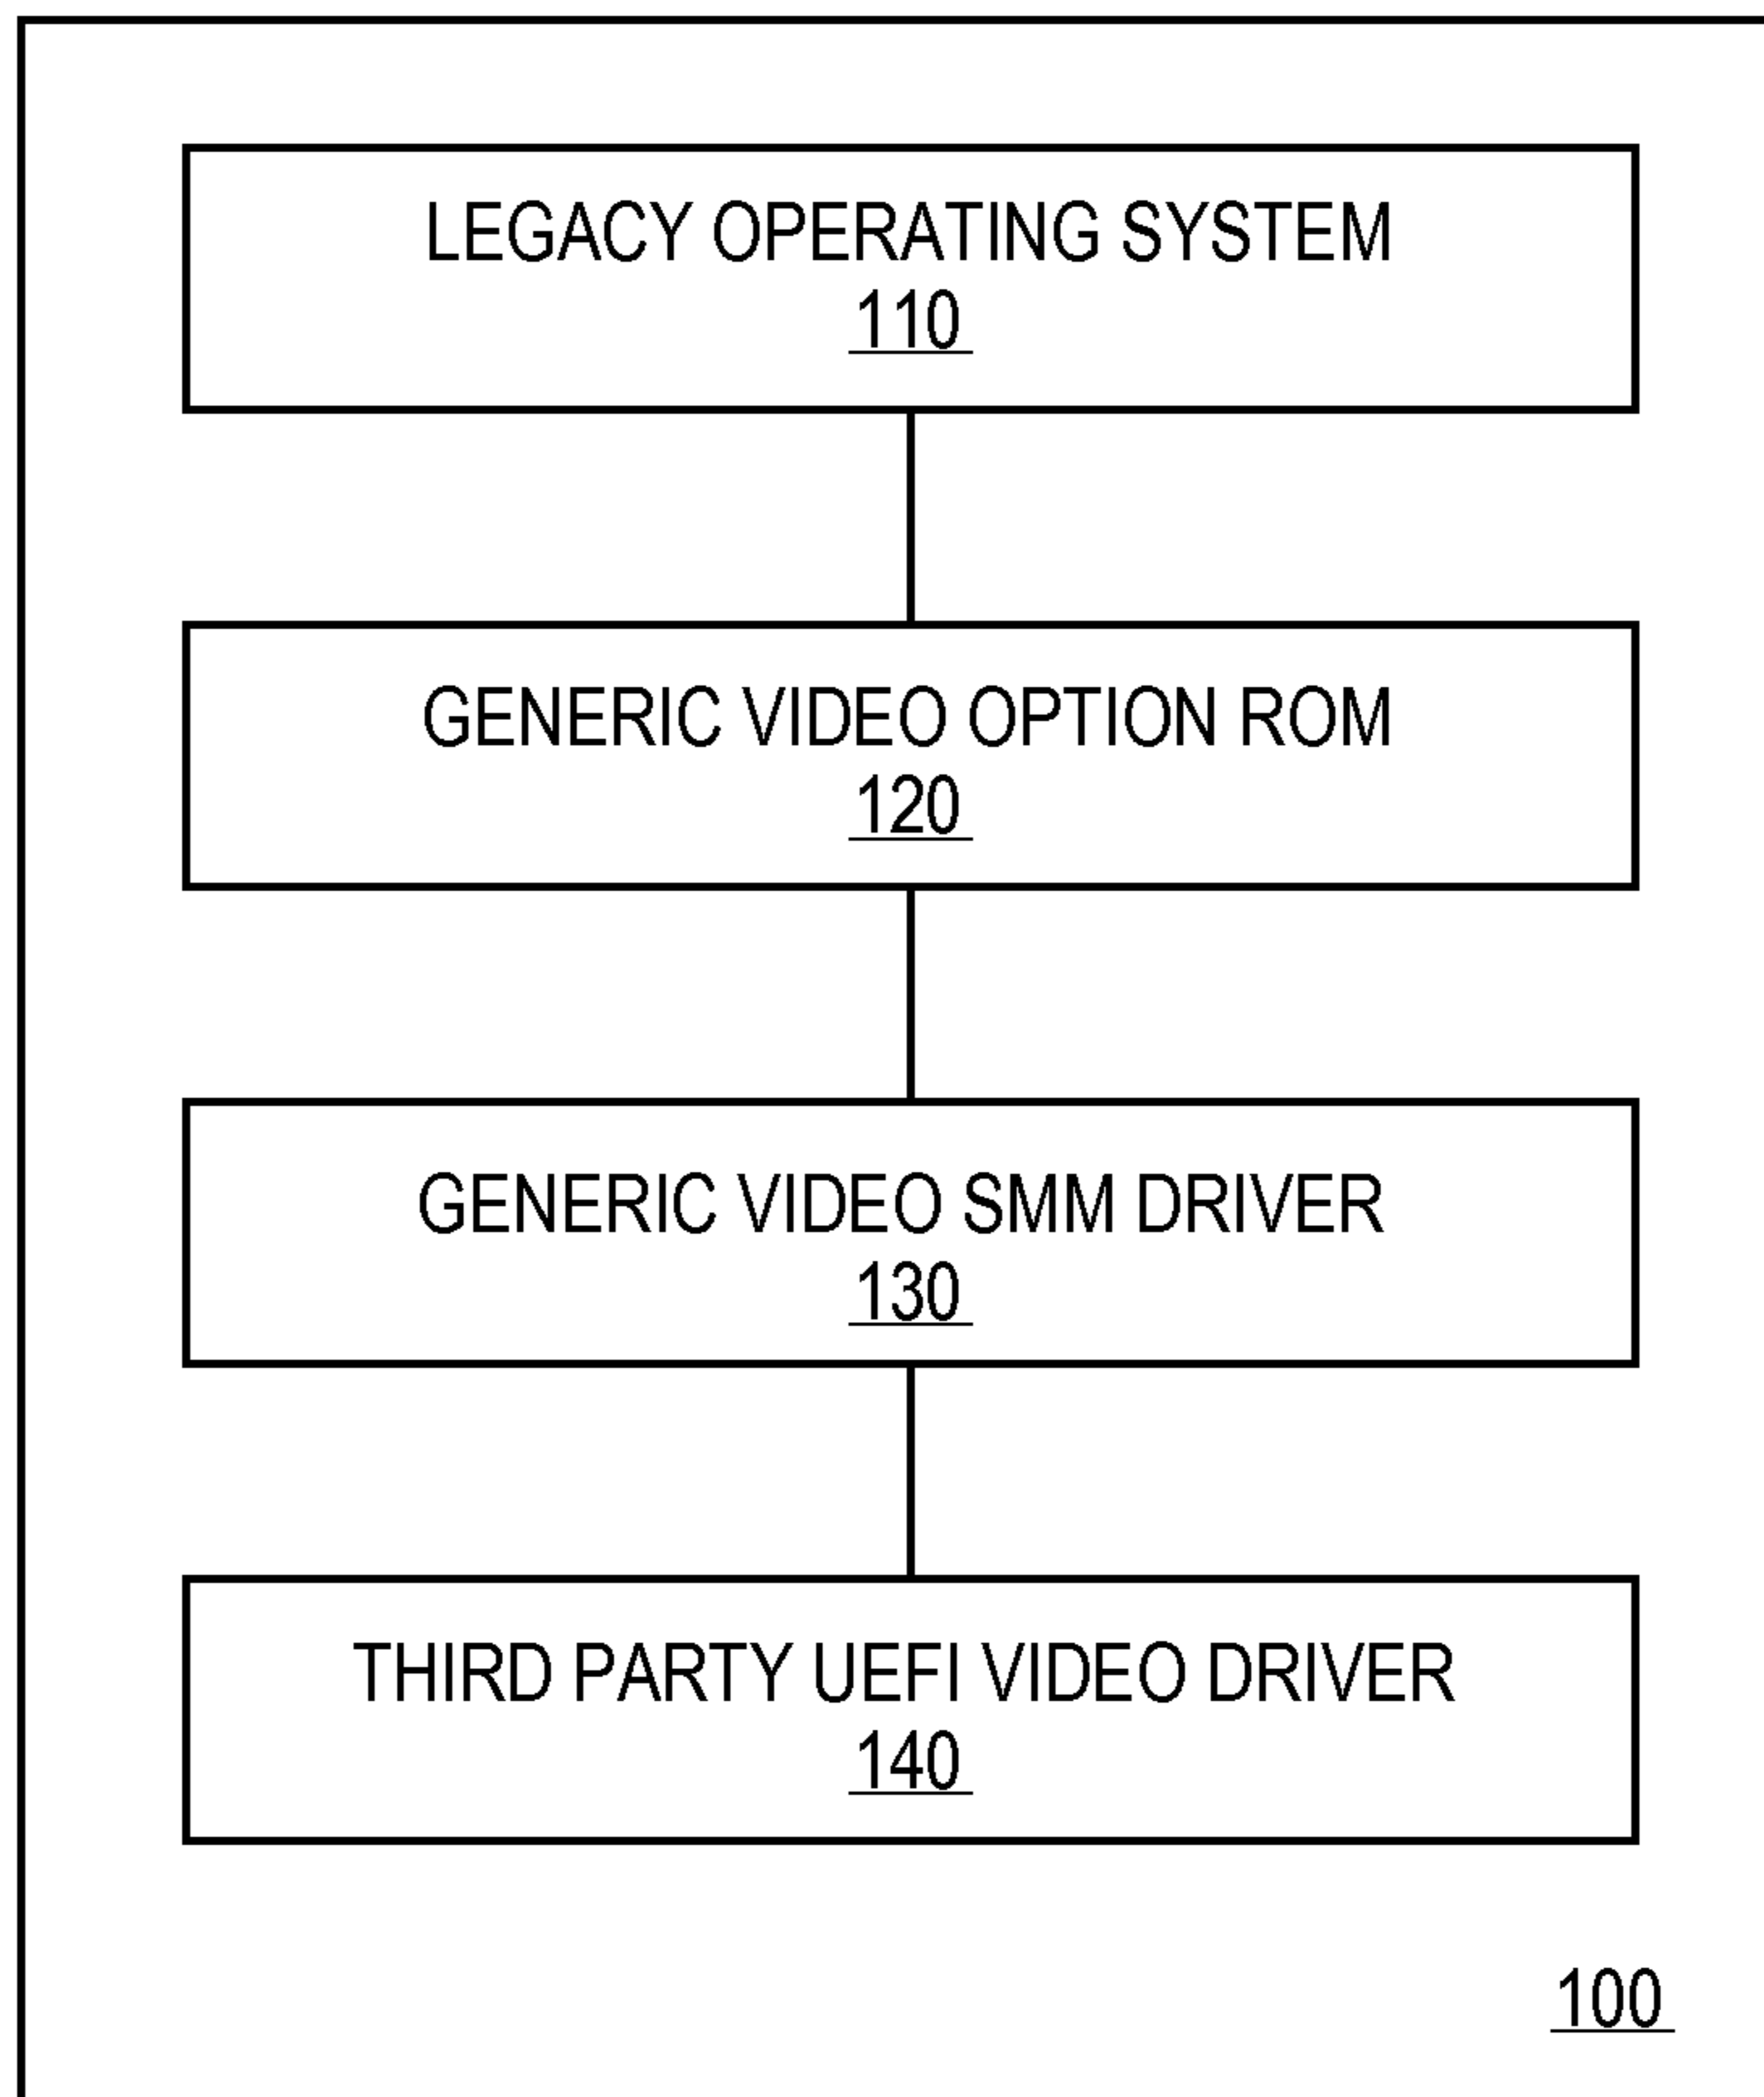 LEGACY OPERATING SYSTEM
110
GENERIC VIDEO OPTION ROM
120
GENERIC VIDEO SMM DRIVER
130
THIRD PARTY UEFI VIDEO DRIVER
140
100